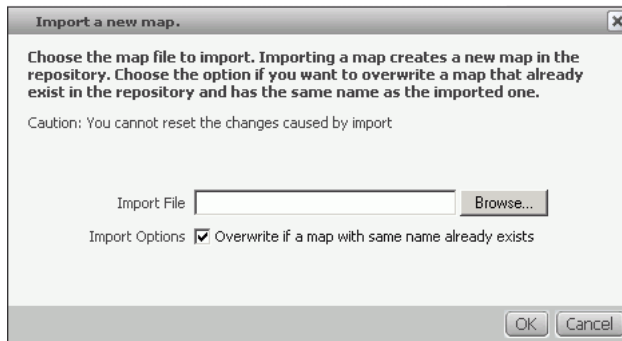 Import a new map.
Choose the map file to import. Importing a map creates a new map in the
repository. Choose the option if you want to overwrite a map that already
exist in the repository and has the same name as the imported one.
Caution: You cannot reset the changes caused by import
Import File Browse...
Import Options Overwrite if a map with same name already exists
OK Cancel